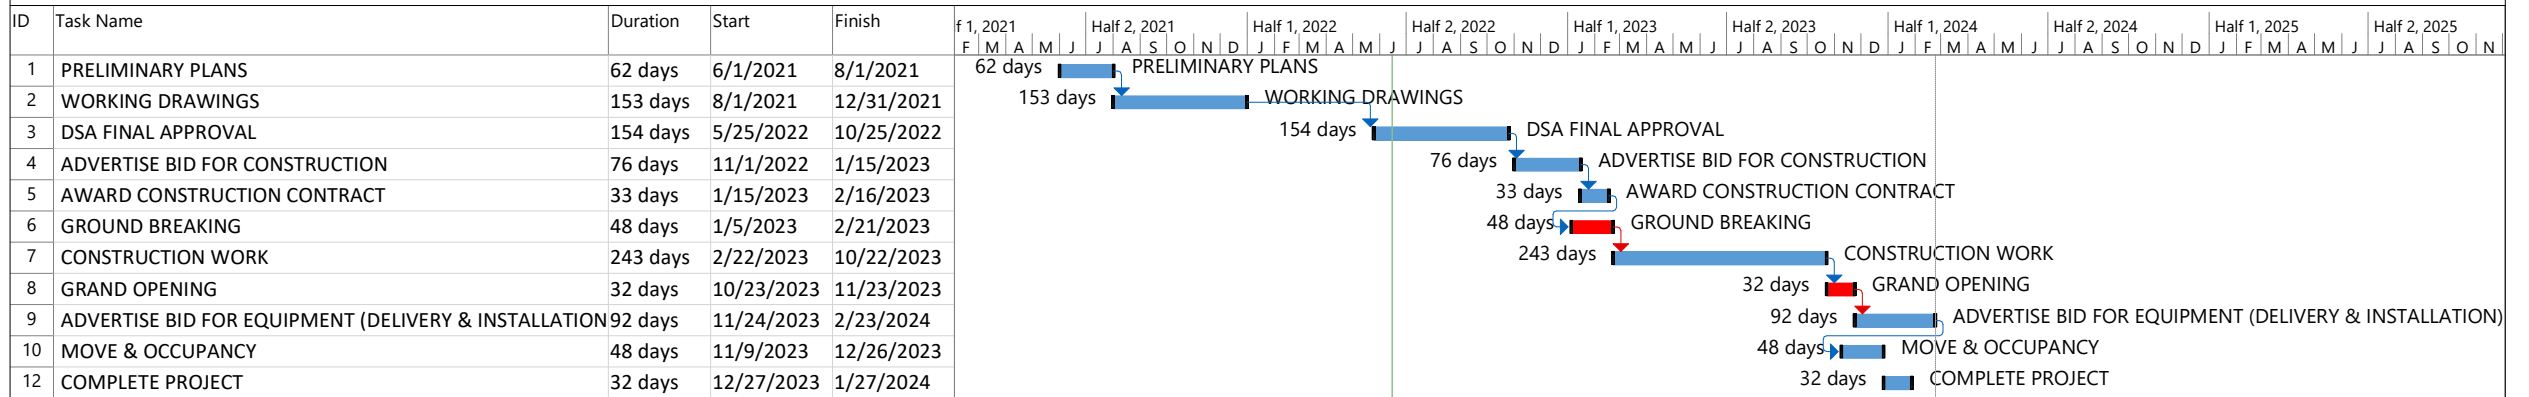 ID Task Name Duration Start Finish
f 1, 2021 Half 2, 2021 Half 1, 2022 Half 2, 2022 Half 1, 2023 Half 2, 2023 Half 1, 2024 Half 2, 2024 Half 1, 2025 Half 2, 2025
F M A M J J A S O N D J F M A M J J A S O N D J F M A M J J A S O N D J F M A M J J A S O N D J F M A M J J A S O N
1 PRELIMINARY PLANS 62 days 6/1/2021 8/1/2021 62 days PRELIMINARY PLANS
2 WORKING DRAWINGS 153 days 8/1/2021 12/31/2021 153 days WORKING DRAWINGS
3 DSA FINAL APPROVAL 154 days 5/25/2022 10/25/2022 154 days DSA FINAL APPROVAL
4 ADVERTISE BID FOR CONSTRUCTION 76 days 11/1/2022 1/15/2023 76 days ADVERTISE BID FOR CONSTRUCTION
5 AWARD CONSTRUCTION CONTRACT 33 days 1/15/2023 2/16/2023 33 days AWARD CONSTRUCTION CONTRACT
6 GROUND BREAKING 48 days 1/5/2023 2/21/2023 48 days GROUND BREAKING
7 CONSTRUCTION WORK 243 days 2/22/2023 10/22/2023 243 days CONSTRUCTION WORK
8 GRAND OPENING 32 days 10/23/2023 11/23/2023 32 days GRAND OPENING
9 ADVERTISE BID FOR EQUIPMENT (DELIVERY & INSTALLATION 92 days 11/24/2023 2/23/2024 92 days ADVERTISE BID FOR EQUIPMENT (DELIVERY & INSTALLATION)
10 MOVE & OCCUPANCY 48 days 11/9/2023 12/26/2023 48 days MOVE & OCCUPANCY
12 COMPLETE PROJECT 32 days 12/27/2023 1/27/2024 32 days COMPLETE PROJECT